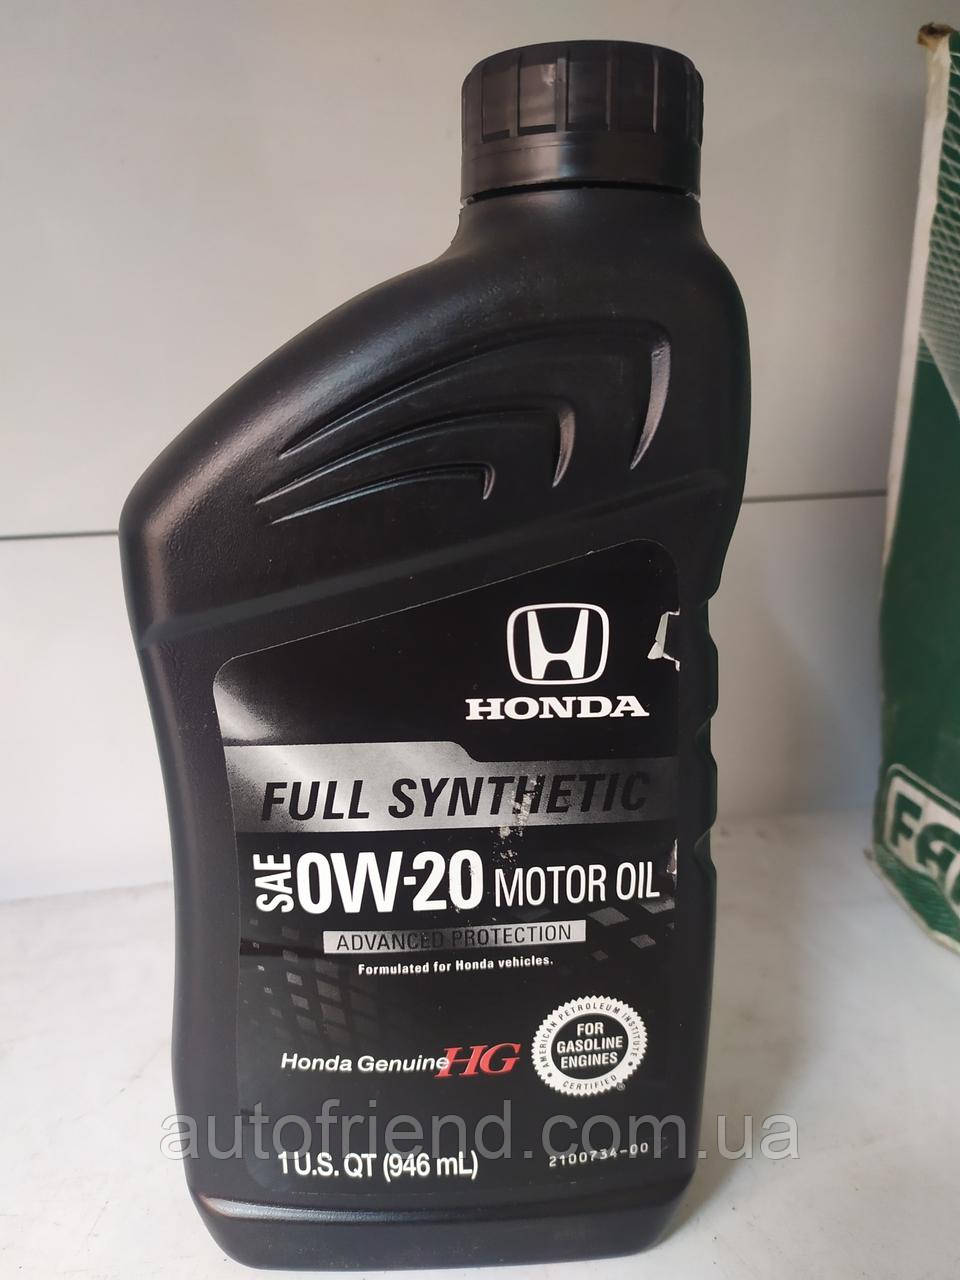 HONDA
FULL SYNTHETIC
SAE 0W-20 MOTOR OIL
ADVANCED PROTECTION
Formulated for Honda vehicles.
Honda Genuine HG
AMERICAN PETROLEUM INSTITUTE
FOR
GASOLINE
ENGINES
CERTIFIED
autofriend.com.ua
1 U.S. QT (946 mL)
2100734-00